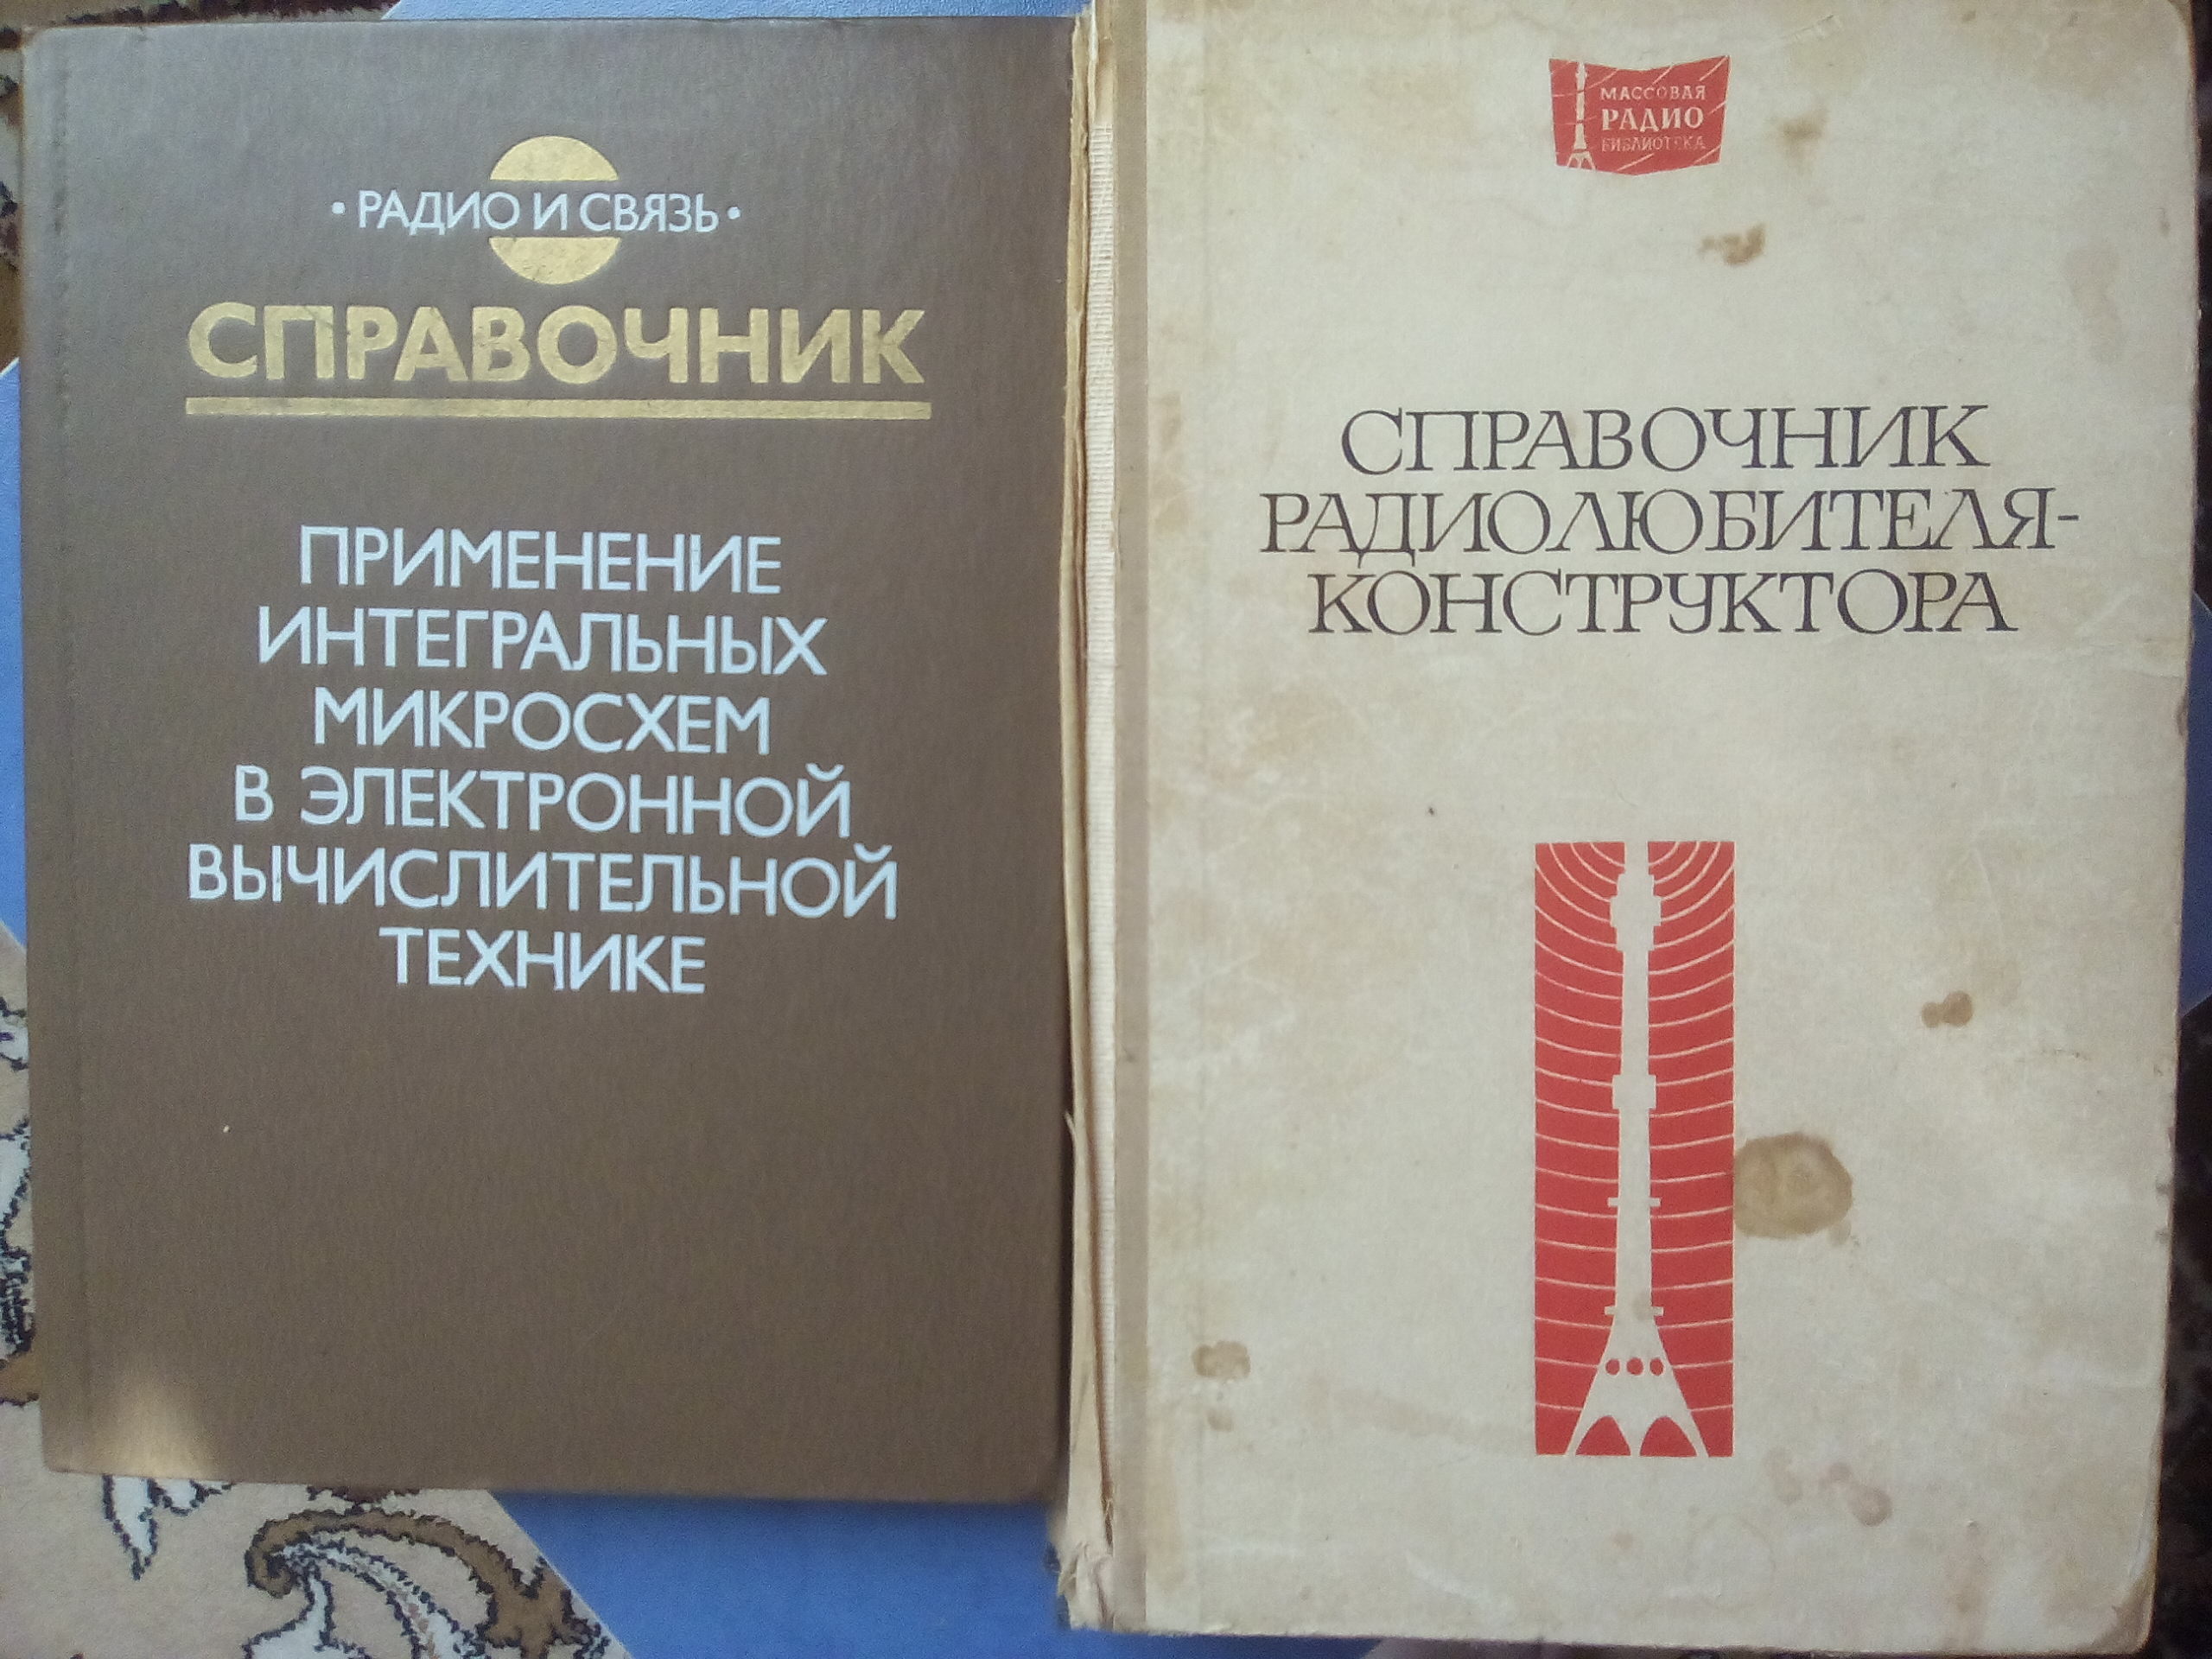 • РАДИО И СВЯЗЬ •
СПРАВОЧНИК
ПРИМЕНЕНИЕ
ИНТЕГРАЛЬНЫХ
МИКРОСХЕМ
В ЭЛЕКТРОННОЙ
ВЫЧИСЛИТЕЛЬНОЙ
ТЕХНИКЕ
МАССОВАЯ
РАДИО
БИБЛИОТЕКА
СПРАВОЧНИК
РАДИОЛЮБИТЕЛЯ-
КОНСТРУКТОРА